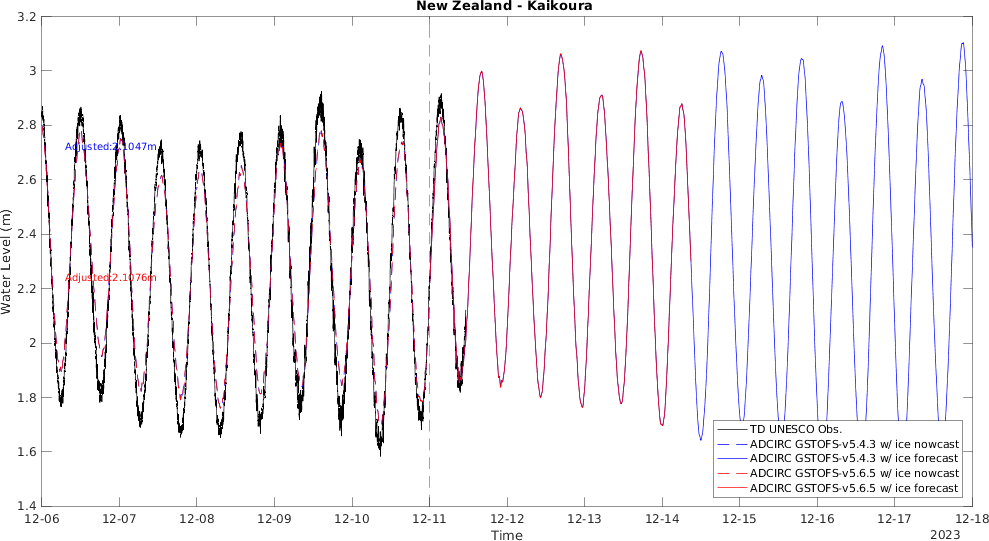 New Zealand - Kaikoura
3.2
3
2.8
2.6
2.4
2.2
2
1.8
1.6
1.4
Water Level (m)
Adjusted:2.1047m
Adjusted:2.1076m
TD UNESCO Obs.
ADCIRC GSTOFS-v5.4.3 w/ ice nowcast
ADCIRC GSTOFS-v5.4.3 w/ ice forecast
ADCIRC GSTOFS-v5.6.5 w/ ice nowcast
ADCIRC GSTOFS-v5.6.5 w/ ice forecast
12-06 12-07 12-08 12-09 12-10 12-11 12-12 12-13 12-14 12-15 12-16 12-17 12-18
Time
2023